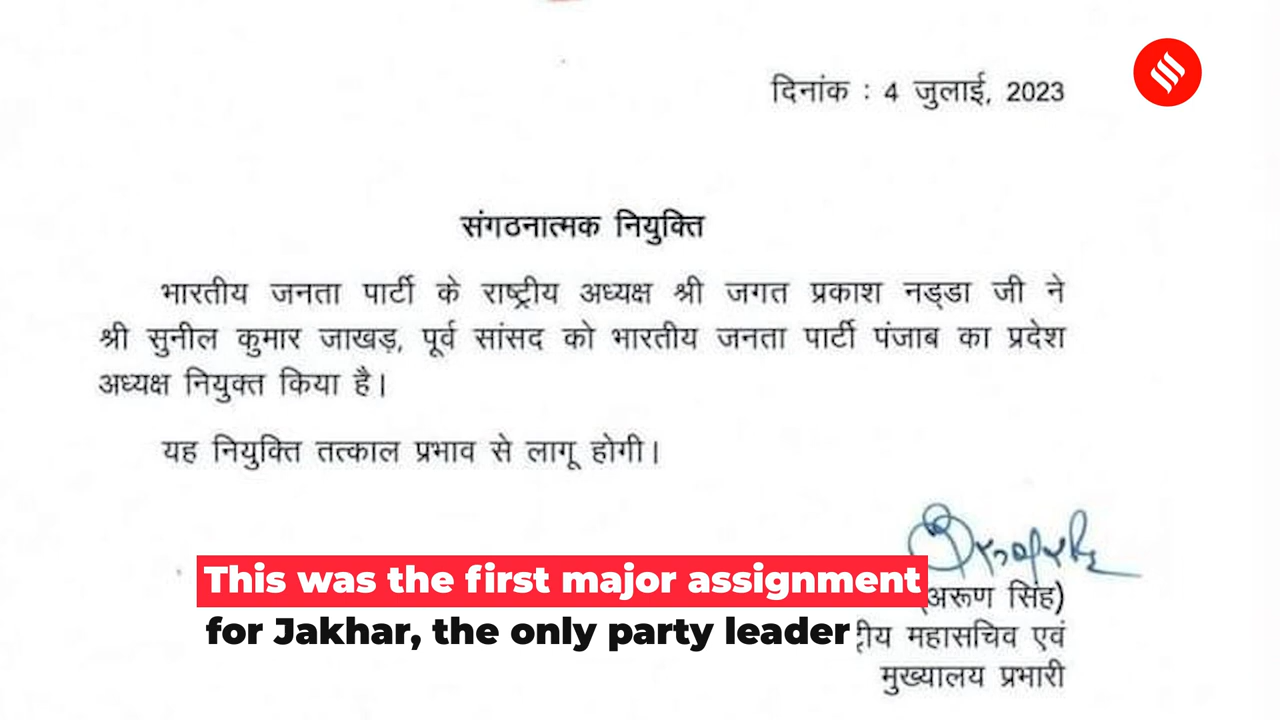 दिनांक : 4 जुलाई, 2023
संगठनात्मक नियुक्ति
भारतीय जनता पार्टी के राष्ट्रीय अध्यक्ष श्री जगत प्रकाश नड्डा जी ने
श्री सुनील कुमार जाखड़, पूर्व सांसद को भारतीय जनता पार्टी पंजाब का प्रदेश
अध्यक्ष नियुक्त किया है।
यह नियुक्ति तत्काल प्रभाव से लागू होगी।
This was the first major assignment
for Jakhar, the only party leader
(अरूण सिंह)
महासचिव एवं
मुख्यालय प्रभारी